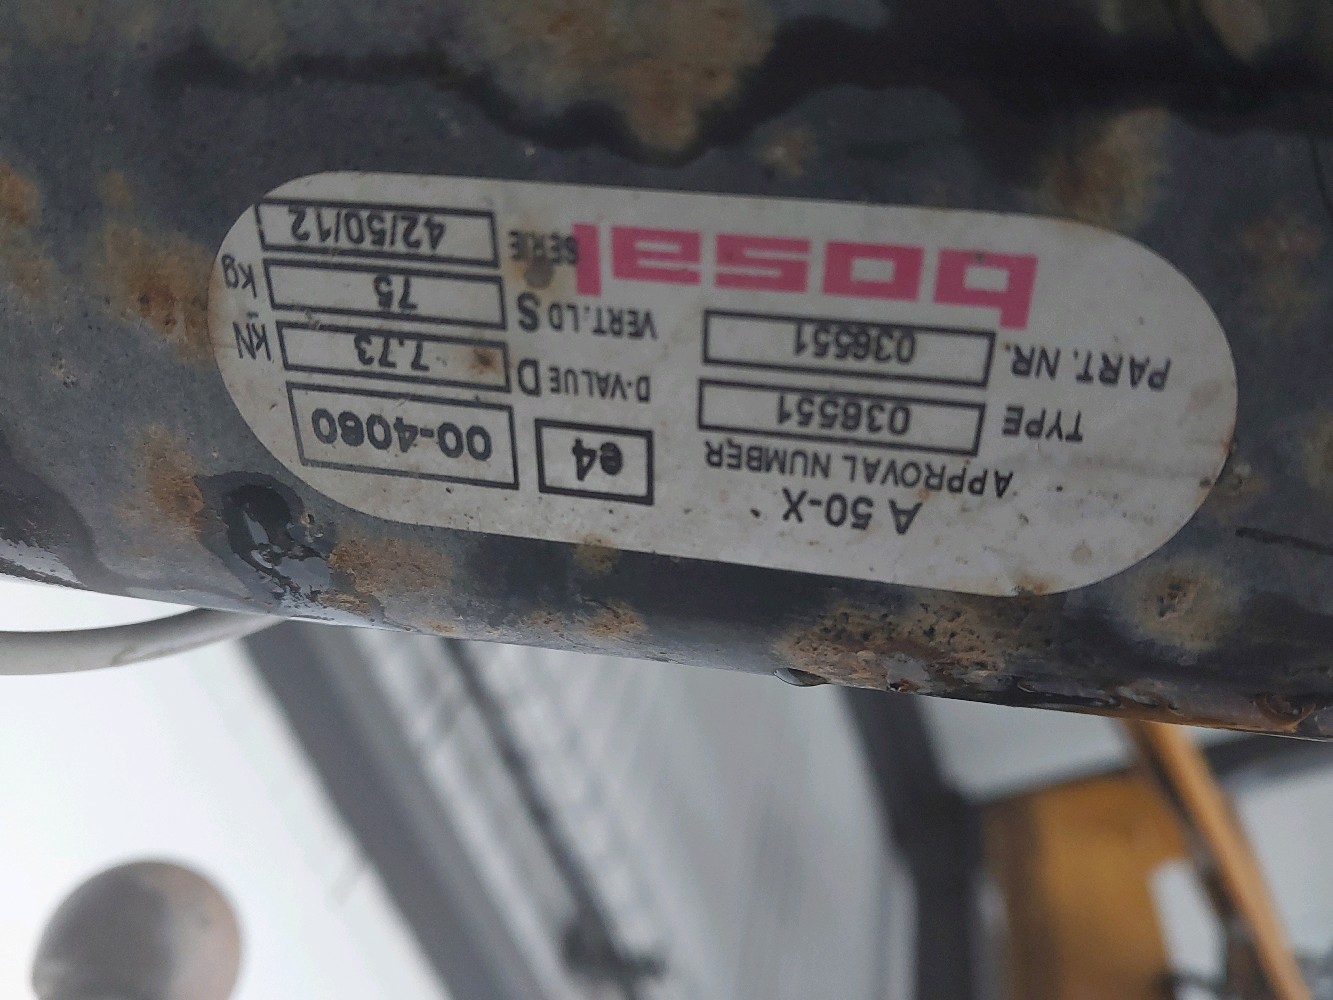 A 50-X
APPROVAL NUMBER e4 00-4060
TYPE 036551 D-VALUE D 7.73 kN
PART. NR. 036551 VERT.LD S 75 kg
bosal SERIE 42/50/12